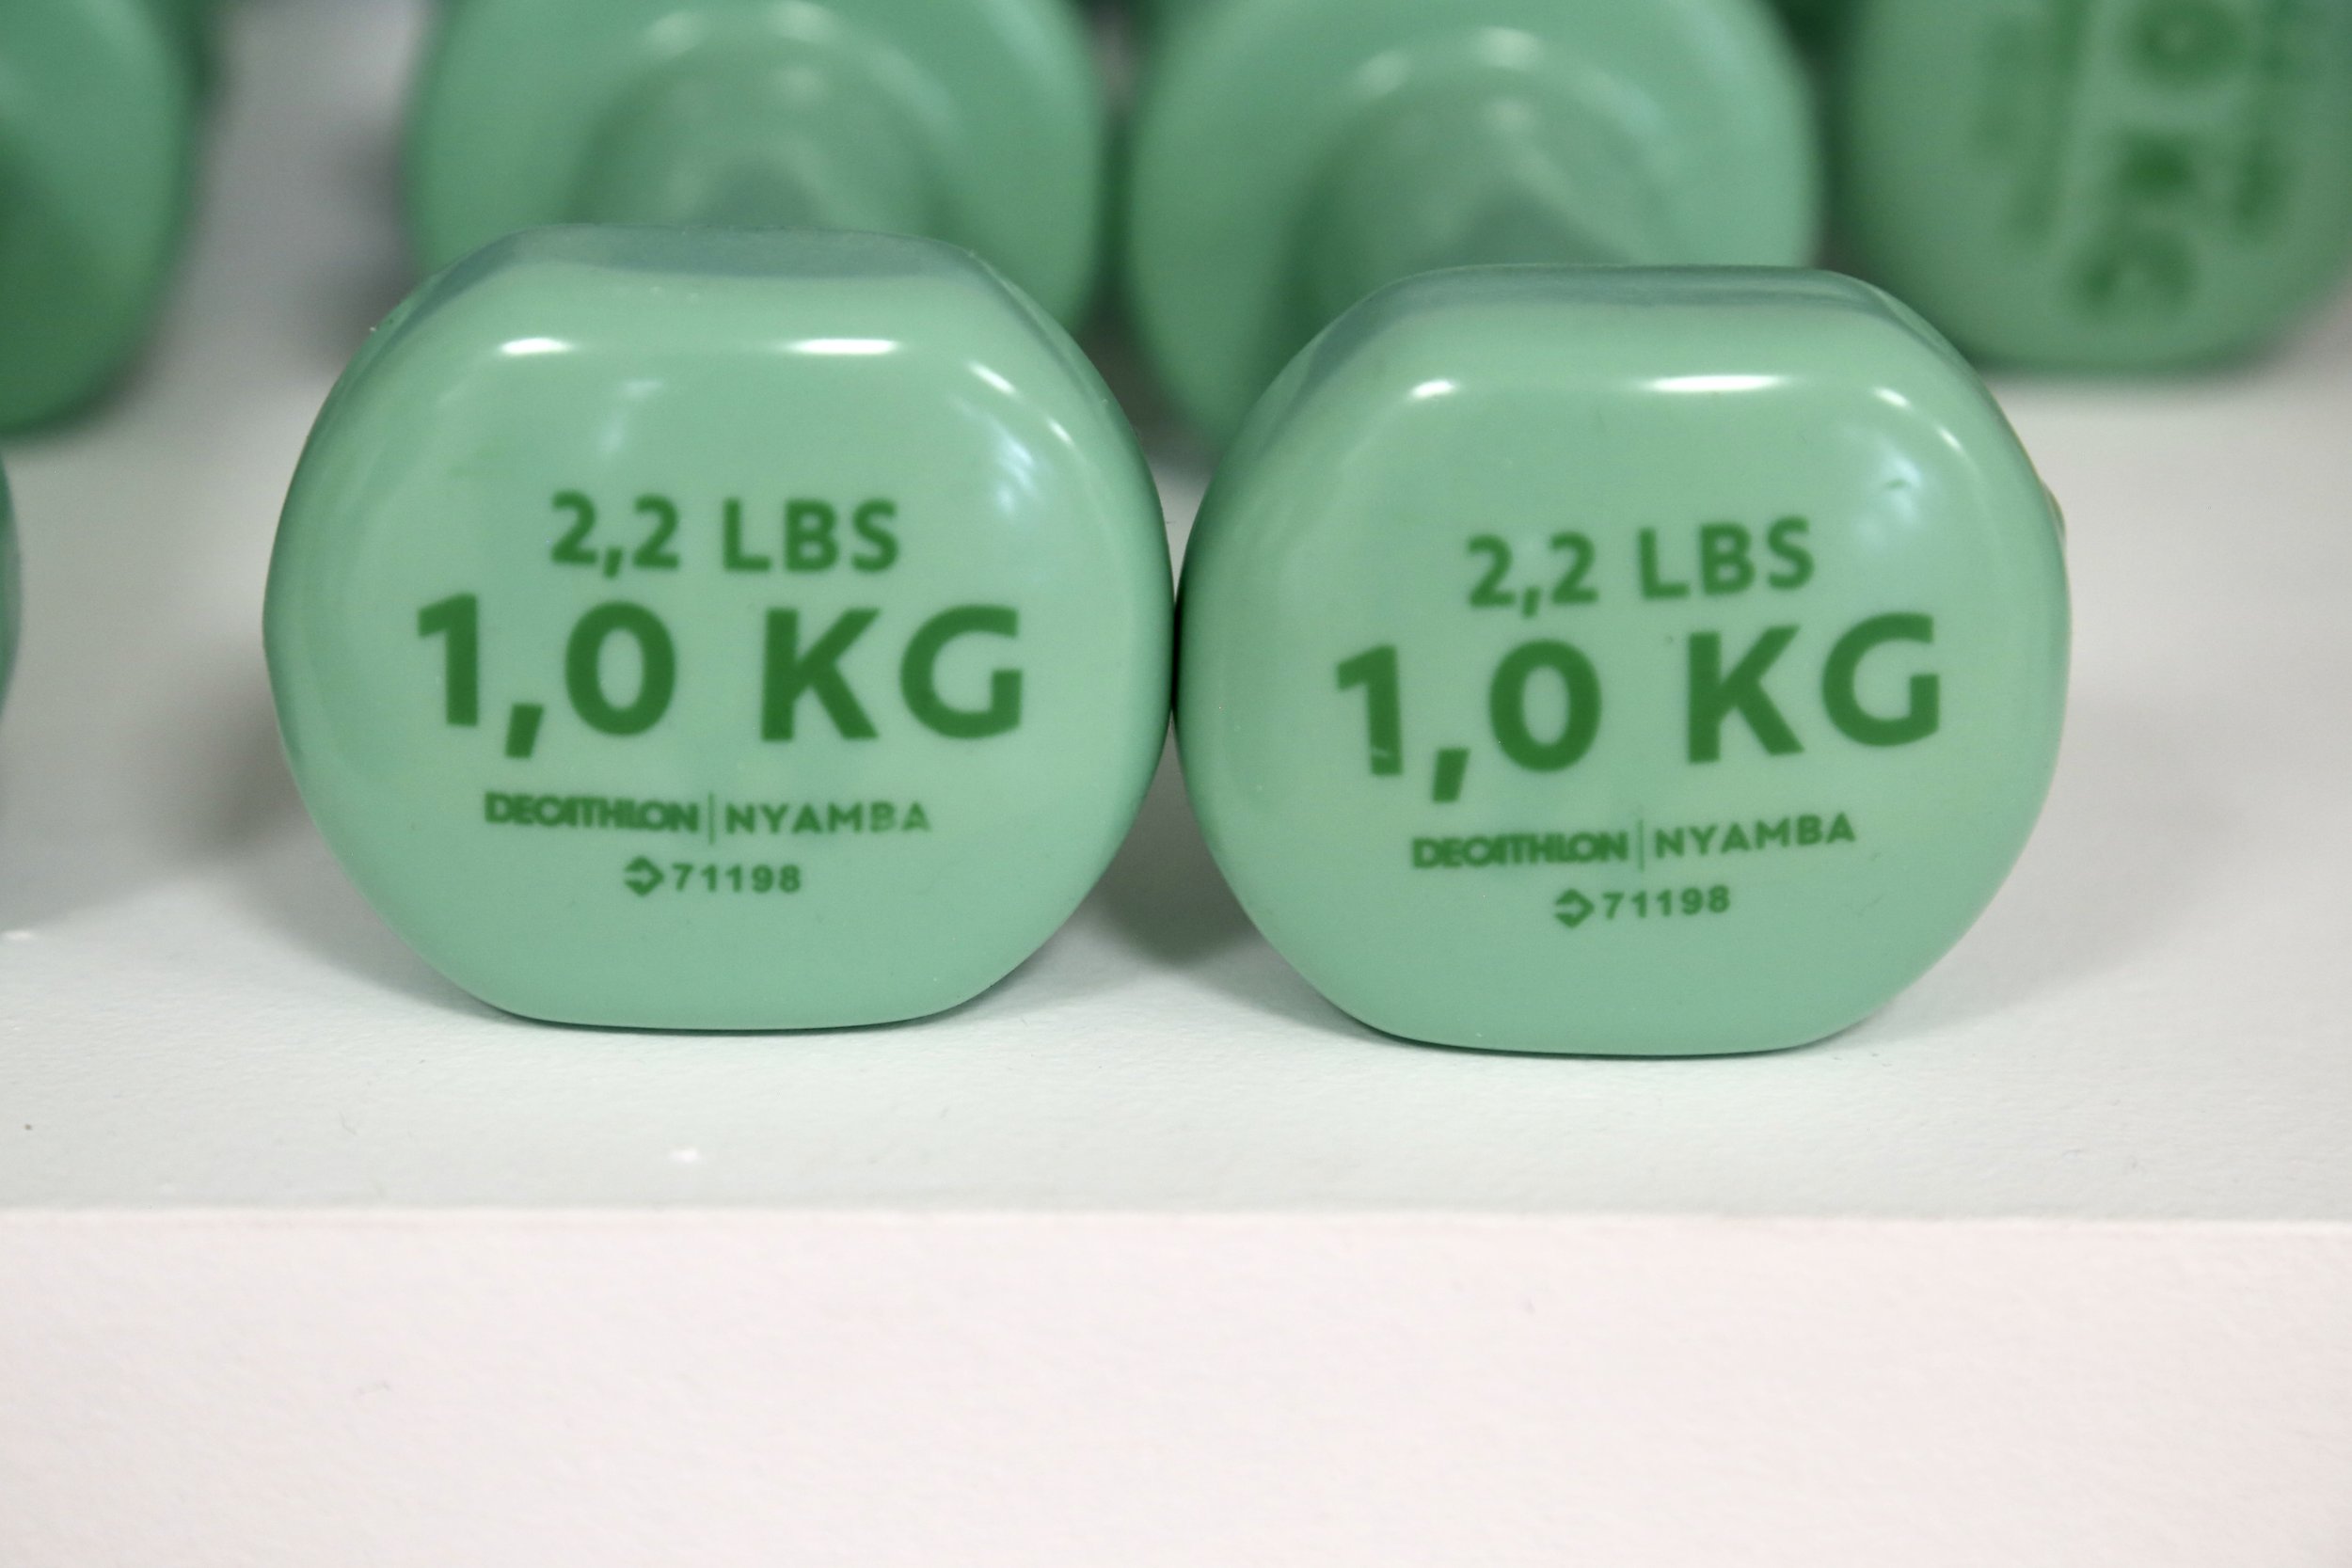 2,2 LBS
1,0 KG
DECATHLON | NYAMBA
71198
2,2 LBS
1,0 KG
DECATHLON | NYAMBA
71198